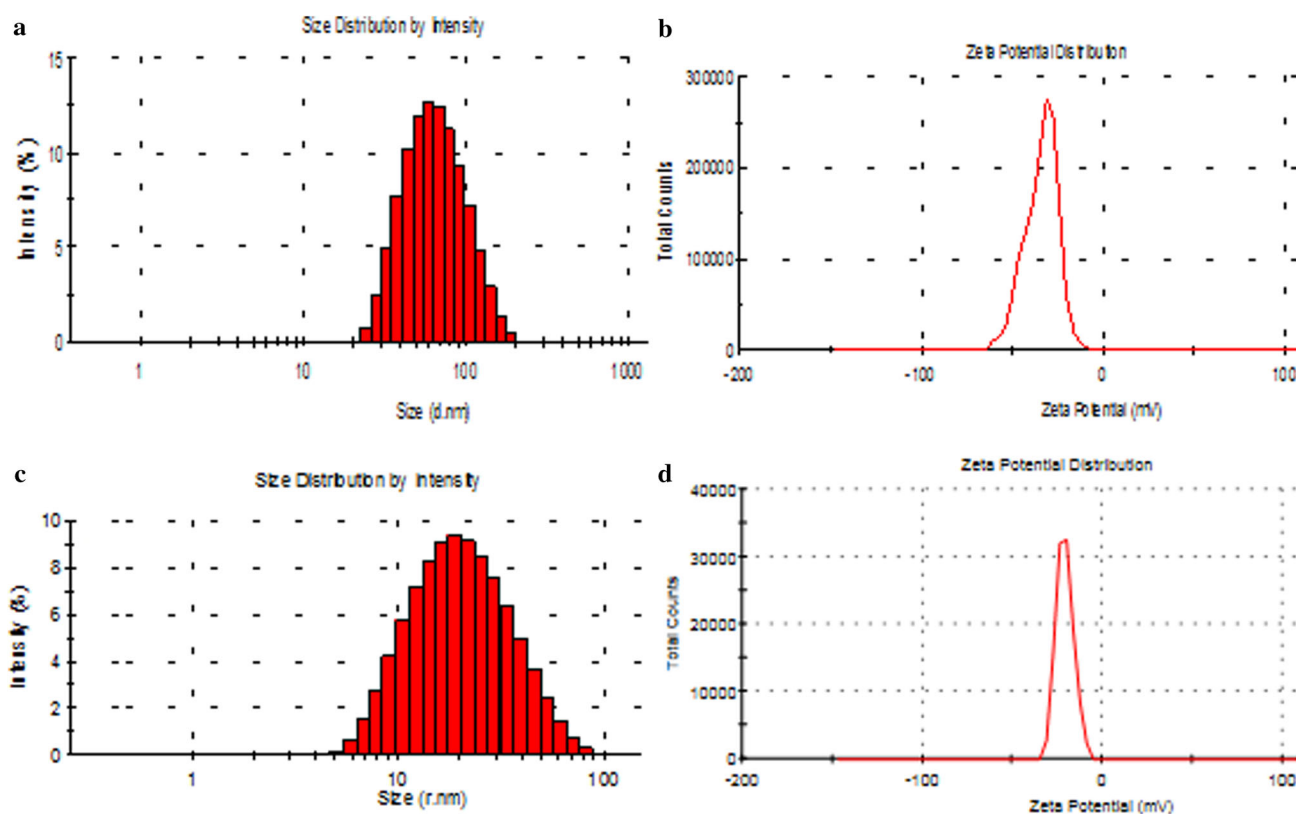 a
Size Distribution by Intensity
15
10
5
0
Intensity (%)
1
10
100
1000
Size (d.nm)
b
Zeta Potential Distribution
300000
200000
100000
0
Total Counts
-200
-100
0
100
Zeta Potential (mV)
c
Size Distribution by Intensity
10
8
6
4
2
0
Intensity (%)
1
10
100
Size (r.nm)
d
Zeta Potential Distribution
40000
30000
20000
10000
0
Total Counts
-200
-100
0
100
Zeta Potential (mV)